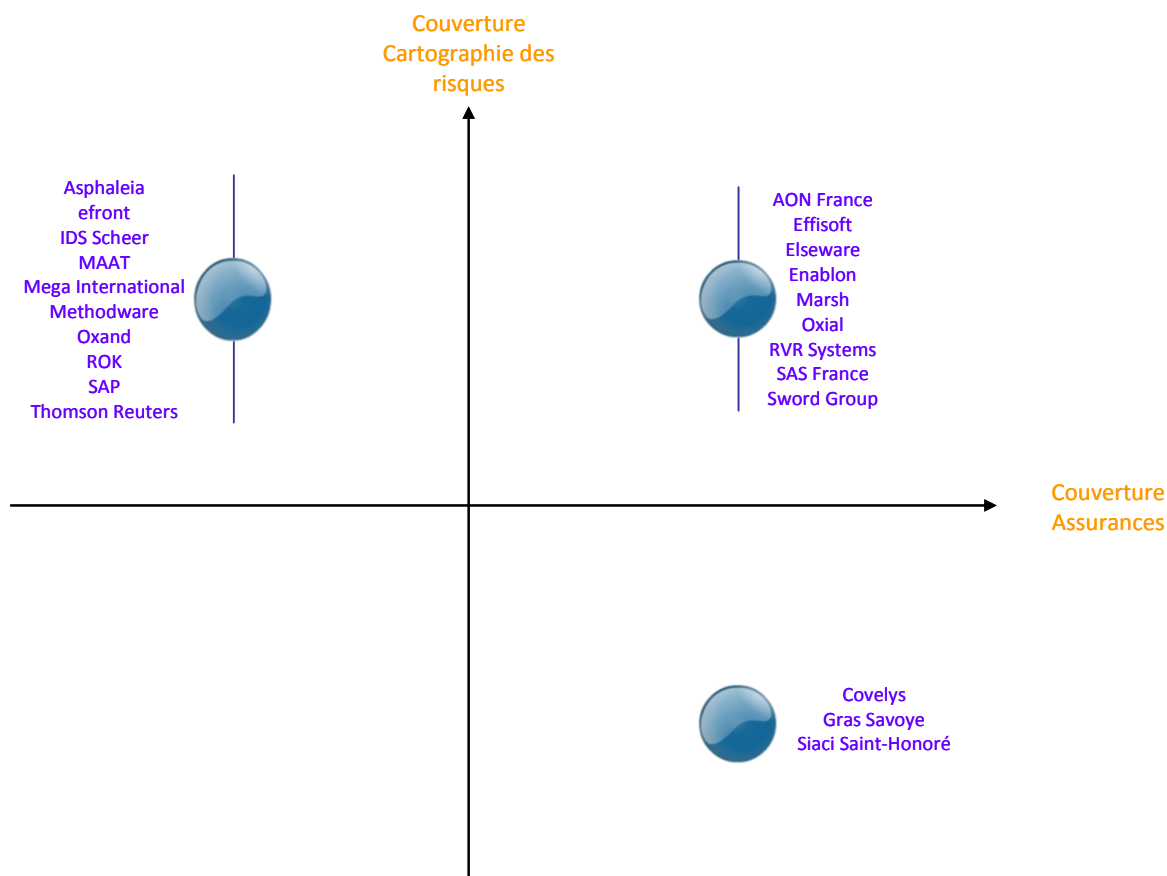 Couverture
Cartographie des
risques
Asphaleia
efront
IDS Scheer
MAAT
Mega International
Methodware
Oxand
ROK
SAP
Thomson Reuters
AON France
Effisoft
Elseware
Enablon
Marsh
Oxial
RVR Systems
SAS France
Sword Group
Couverture
Assurances
Covelys
Gras Savoye
Siaci Saint-Honoré